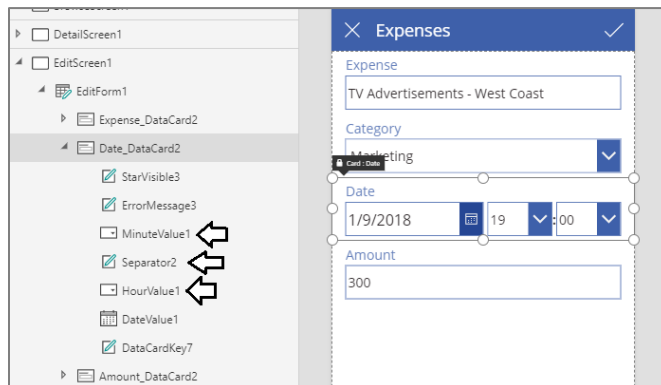 DetailScreen1
EditScreen1
EditForm1
Expense_DataCard2
Date_DataCard2
StarVisible3
ErrorMessage3
MinuteValue1
Separator2
HourValue1
DateValue1
DataCardKey7
Amount_DataCard2
Expenses
Expense
TV Advertisements - West Coast
Category
Marketing
Card : Date
Date
1/9/2018 19 : 00
Amount
300